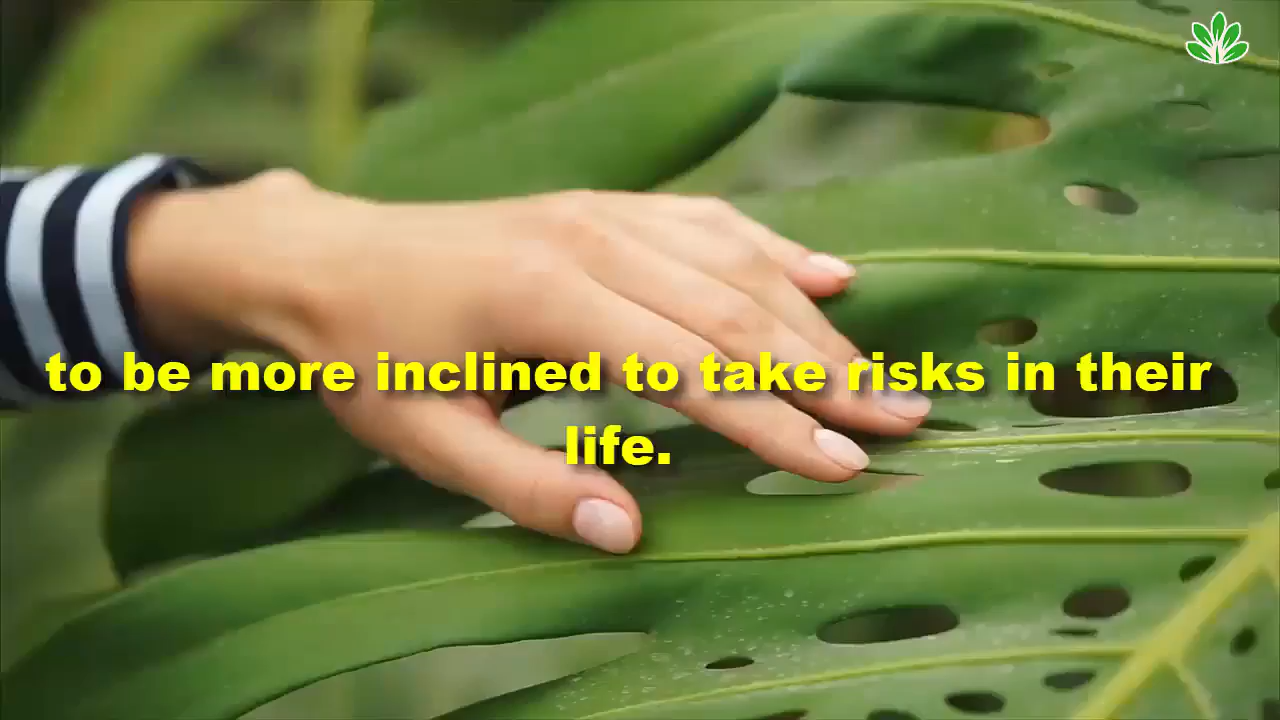 to be more inclined to take risks in their
life.